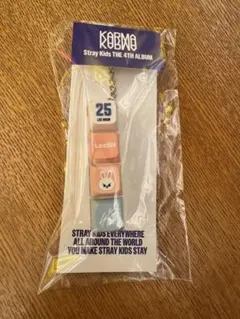 KARMA
KARMA
Stray Kids THE 4TH ALBUM
25
LEE KNOW
LeeBit
STRAY KIDS EVERYWHERE
ALL AROUND THE WORLD
YOU MAKE STRAY KIDS STAY